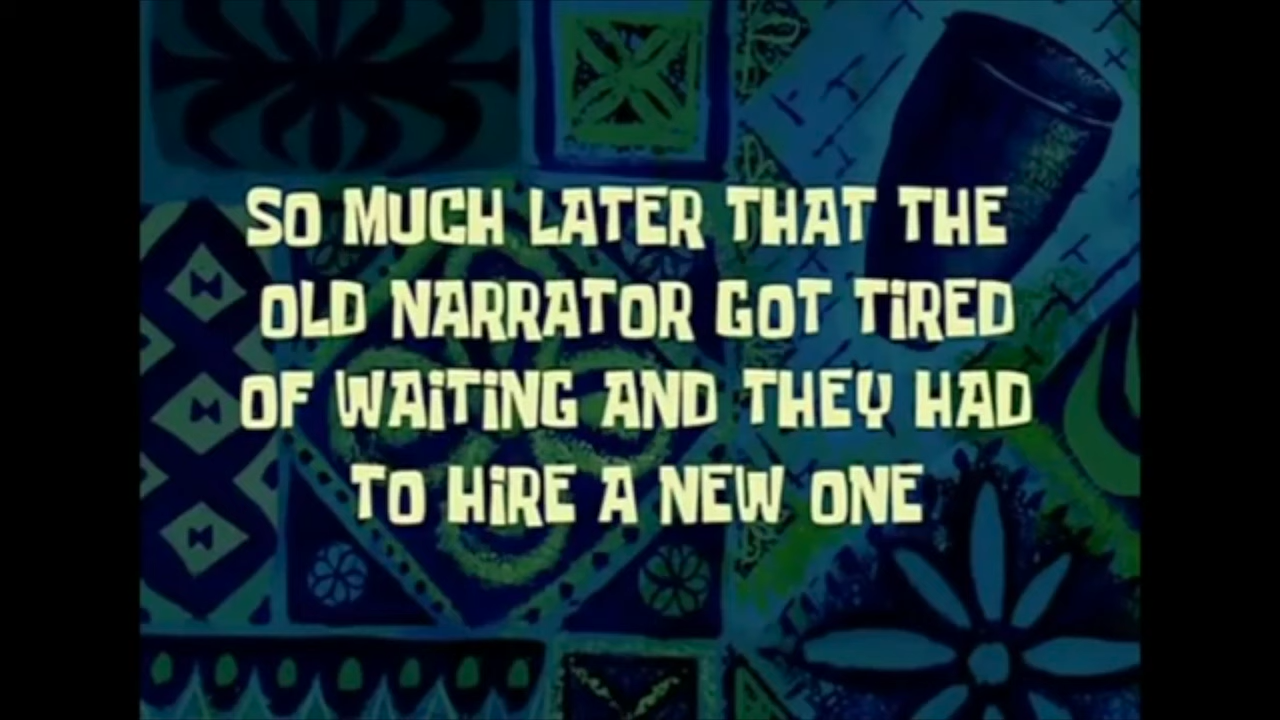 SO MUCH LATER THAT THE
OLD NARRATOR GOT TiRED
OF WAiTiNG AND THEY HAD
TO HiRE A NEW ONE